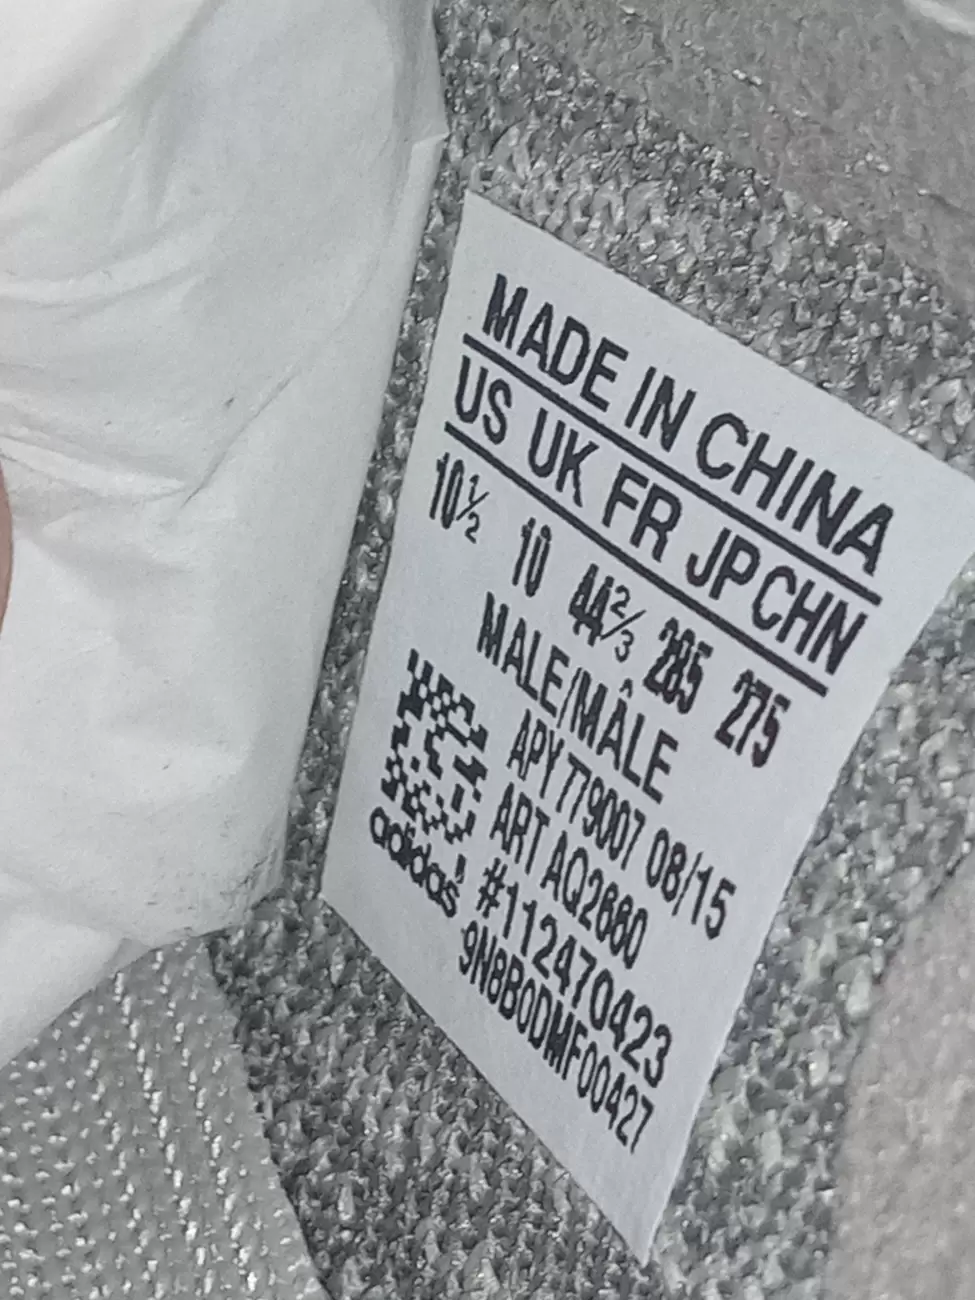 MADE IN CHINA
US UK FR JP CHN
10½ 10 44⅔ 285 275
MALE/MÂLE
APY 779007 08/15
ART AQ2660
#112470423
adidas
9N8B0DMF00427